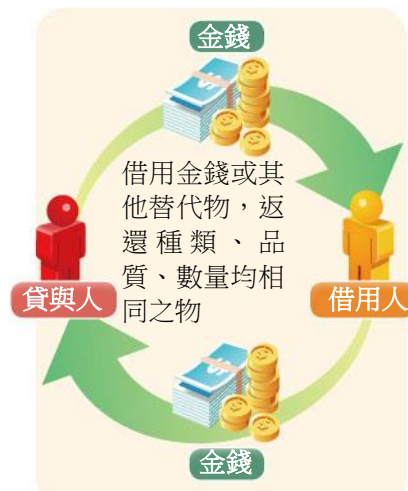 金錢
借用金錢或其
他替代物，返
還種類、品
質、數量均相
同之物
貸與人
借用人
金錢